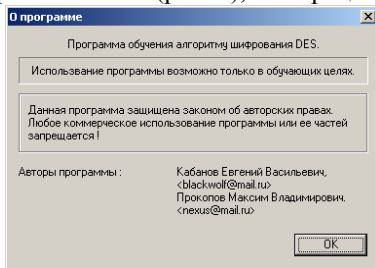 О программе
Программа обучения алгоритму шифрования DES.
Использвание программы возможно только в обучающих целях.
Данная программа защищена законом об авторских правах.
Любое коммерческое использование программы или ее частей
запрещается !
Авторы программы : Кабанов Евгений Васильевич,
<blackwolf@mail.ru>
Прокопов Максим Владимирович.
<nexus@mail.ru>
OK